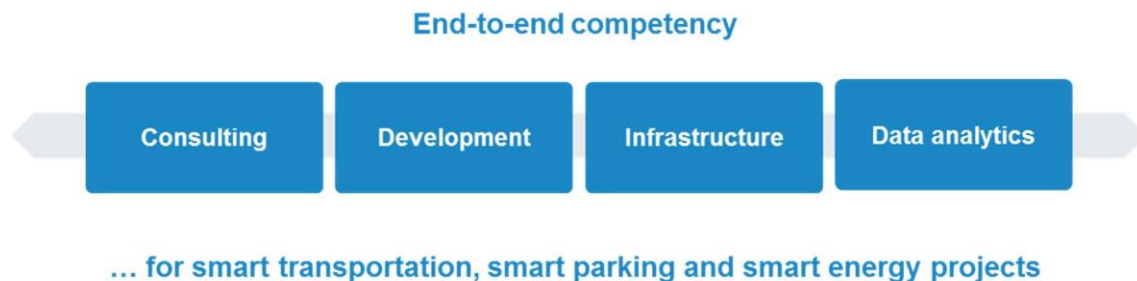 End-to-end competency
Consulting
Development
Infrastructure
Data analytics
... for smart transportation, smart parking and smart energy projects